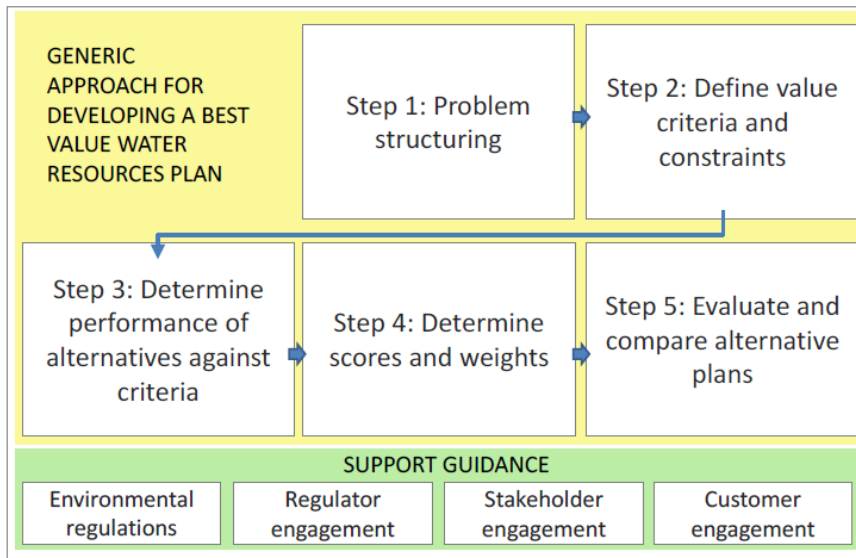 GENERIC
APPROACH FOR
DEVELOPING A BEST
VALUE WATER
RESOURCES PLAN
Step 1: Problem
structuring
Step 2: Define value
criteria and
constraints
Step 3: Determine
performance of
alternatives against
criteria
Step 4: Determine
scores and weights
Step 5: Evaluate and
compare alternative
plans
SUPPORT GUIDANCE
Environmental
regulations
Regulator
engagement
Stakeholder
engagement
Customer
engagement